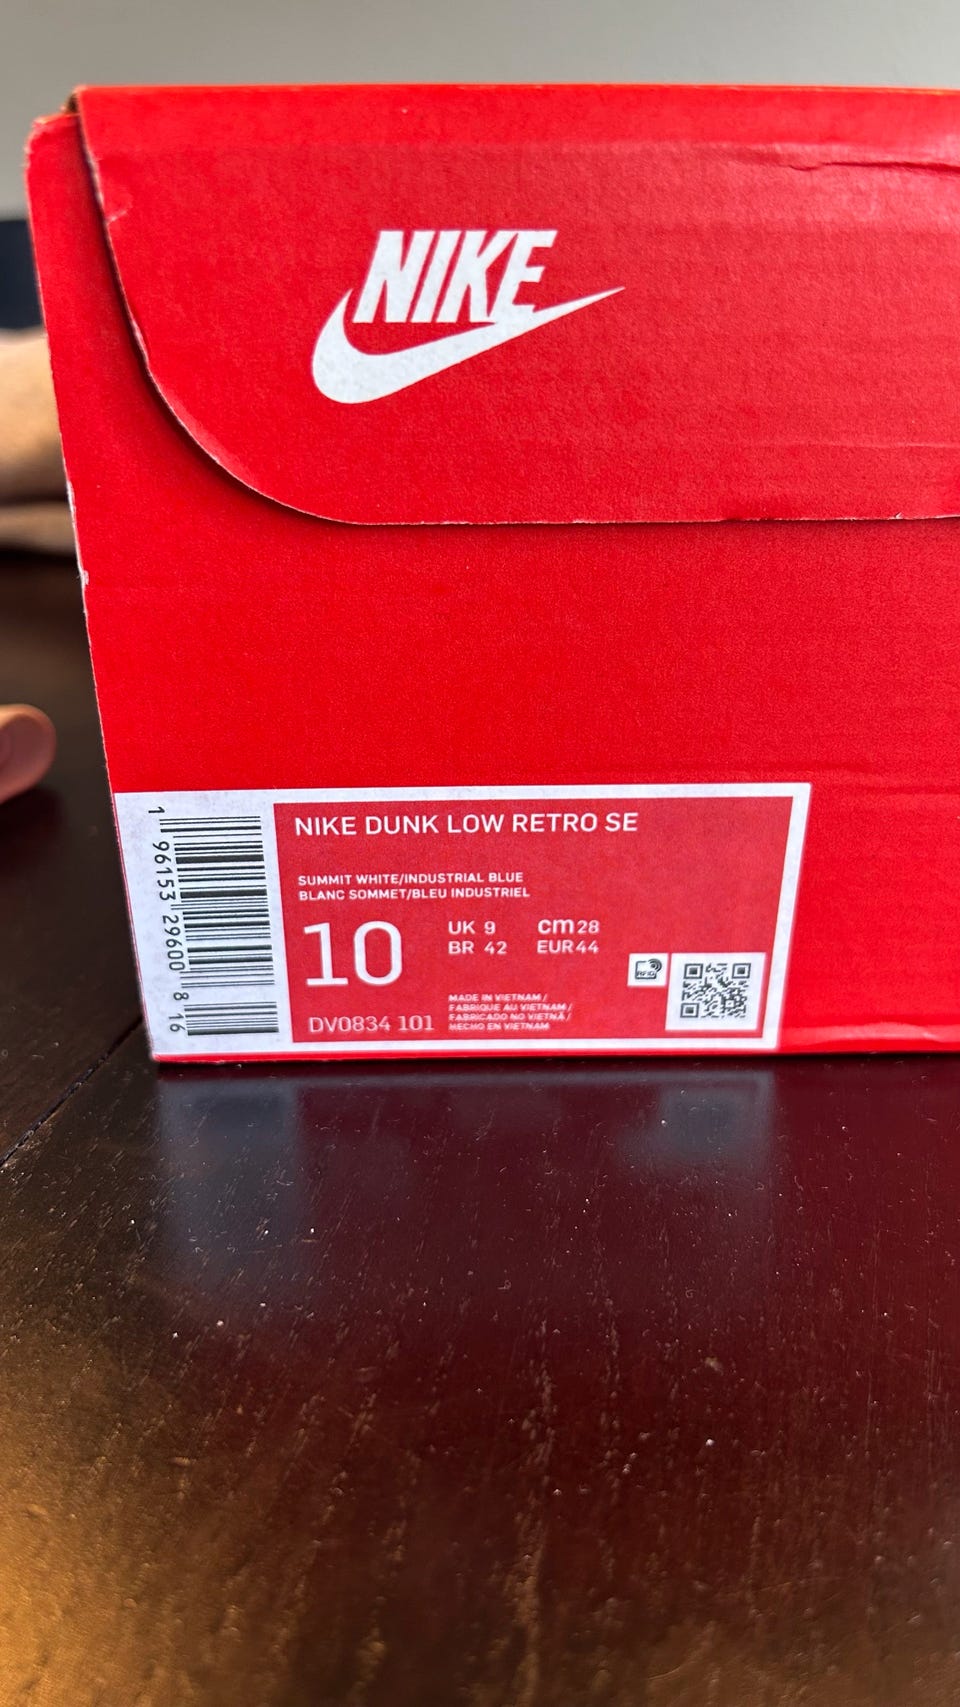 NIKE
NIKE DUNK LOW RETRO SE
SUMMIT WHITE/INDUSTRIAL BLUE
BLANC SOMMET/BLEU INDUSTRIEL
10
UK 9 cm 28
BR 42 EUR 44
MADE IN VIETNAM /
FABRIQUE AU VIETNAM /
FABRICADO NO VIETNÃ /
HECHO EN VIETNAM
DV0834 101
RFID
1 96153 29600 8 16